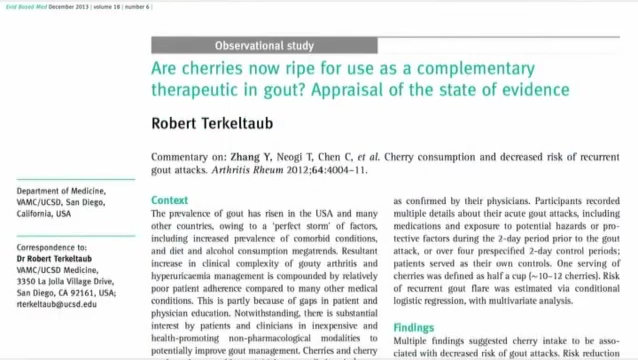 Evid Based Med December 2013 | volume 18 | number 6 |
Observational study
Are cherries now ripe for use as a complementary
therapeutic in gout? Appraisal of the state of evidence
Robert Terkeltaub
Commentary on: Zhang Y, Neogi T, Chen C, et al. Cherry consumption and decreased risk of recurrent
gout attacks. Arthritis Rheum 2012;64:4004–11.
Department of Medicine,
VAMC/UCSD, San Diego,
California, USA
Correspondence to:
Dr Robert Terkeltaub
VAMC/UCSD Medicine,
3350 La Jolla Village Drive,
San Diego, CA 92161, USA;
rterkeltaub@ucsd.edu
Context
The prevalence of gout has risen in the USA and many
other countries, owing to a 'perfect storm' of factors,
including increased prevalence of comorbid conditions,
and diet and alcohol consumption megatrends. Resultant
increase in clinical complexity of gouty arthritis and
hyperuricaemia management is compounded by relatively
poor patient adherence compared to many other medical
conditions. This is partly because of gaps in patient and
physician education. Notwithstanding, there is substantial
interest by patients and clinicians in inexpensive and
health-promoting non-pharmacological modalities to
potentially improve gout management. Cherries and cherry
as confirmed by their physicians. Participants recorded
multiple details about their acute gout attacks, including
medications and exposure to potential hazards or pro-
tective factors during the 2-day period prior to the gout
attack, or over four prespecified 2-day control periods;
patients served as their own controls. One serving of
cherries was defined as half a cup (~10–12 cherries). Risk
of recurrent gout flare was estimated via conditional
logistic regression, with multivariate analysis.
Findings
Multiple findings suggested cherry intake to be asso-
ciated with decreased risk of gout attacks. Risk reduction